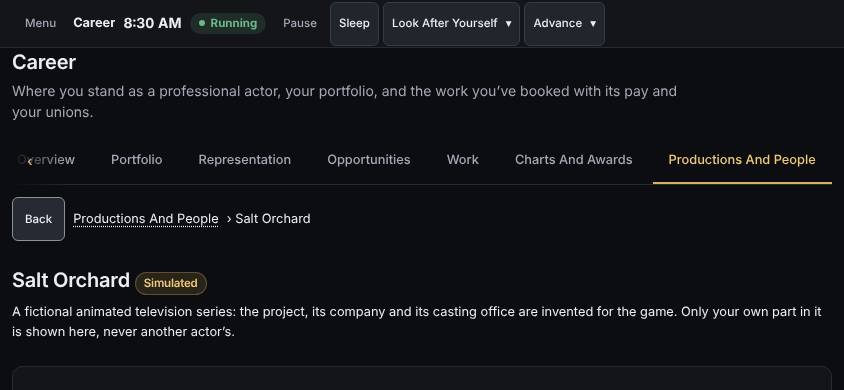 Menu Career 8:30 AM Running Pause Sleep Look After Yourself Advance
Career
Where you stand as a professional actor, your portfolio, and the work you've booked with its pay and
your unions.
Overview Portfolio Representation Opportunities Work Charts And Awards Productions And People
Back Productions And People › Salt Orchard
Salt Orchard Simulated
A fictional animated television series: the project, its company and its casting office are invented for the game. Only your own part in it
is shown here, never another actor's.